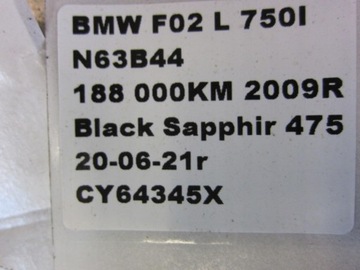 BMW F02 L 750I
N63B44
188 000KM 2009R
Black Sapphir 475
20-06-21r
CY64345X